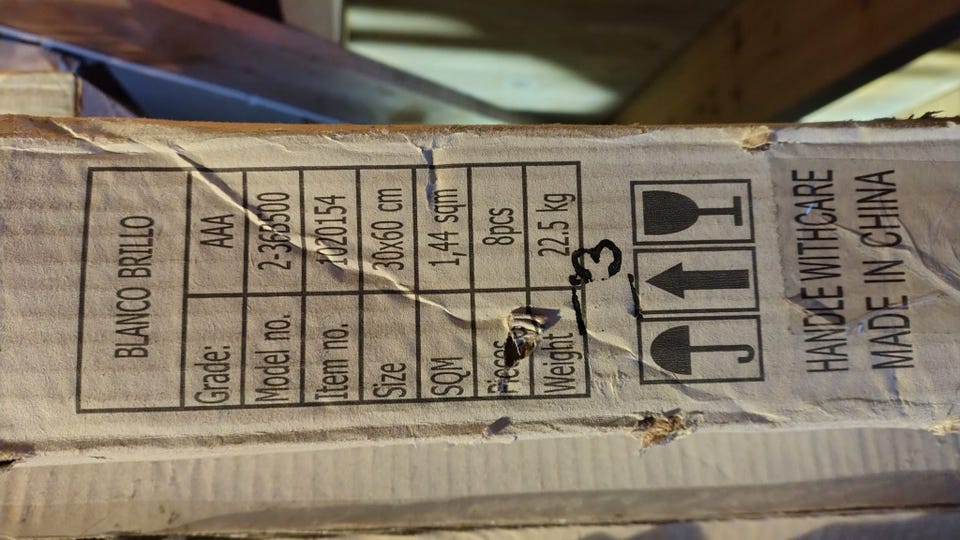 BLANCO BRILLO
Grade: AAA
Model no. 2-363500
Item no. 1020154
Size 30x60 cm
SQM 1,44 sqm
Pieces 8pcs
Weight 22.5 kg
13
HANDLE WITHCARE
MADE IN CHINA